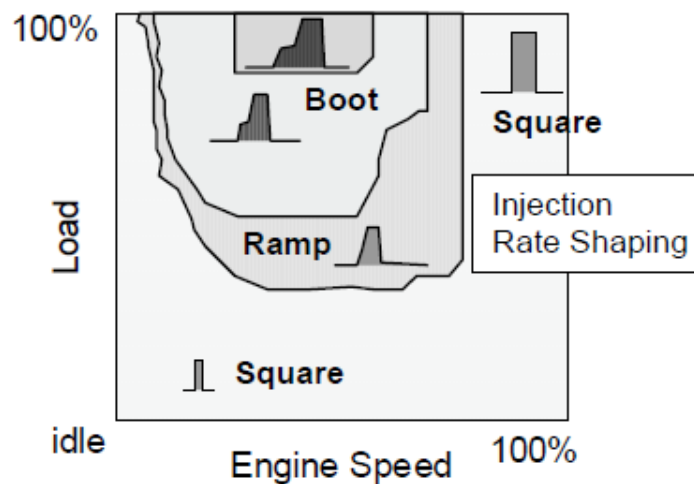 100%
Boot
Square
Injection
Rate Shaping
Load
Ramp
Square
idle
100%
Engine Speed